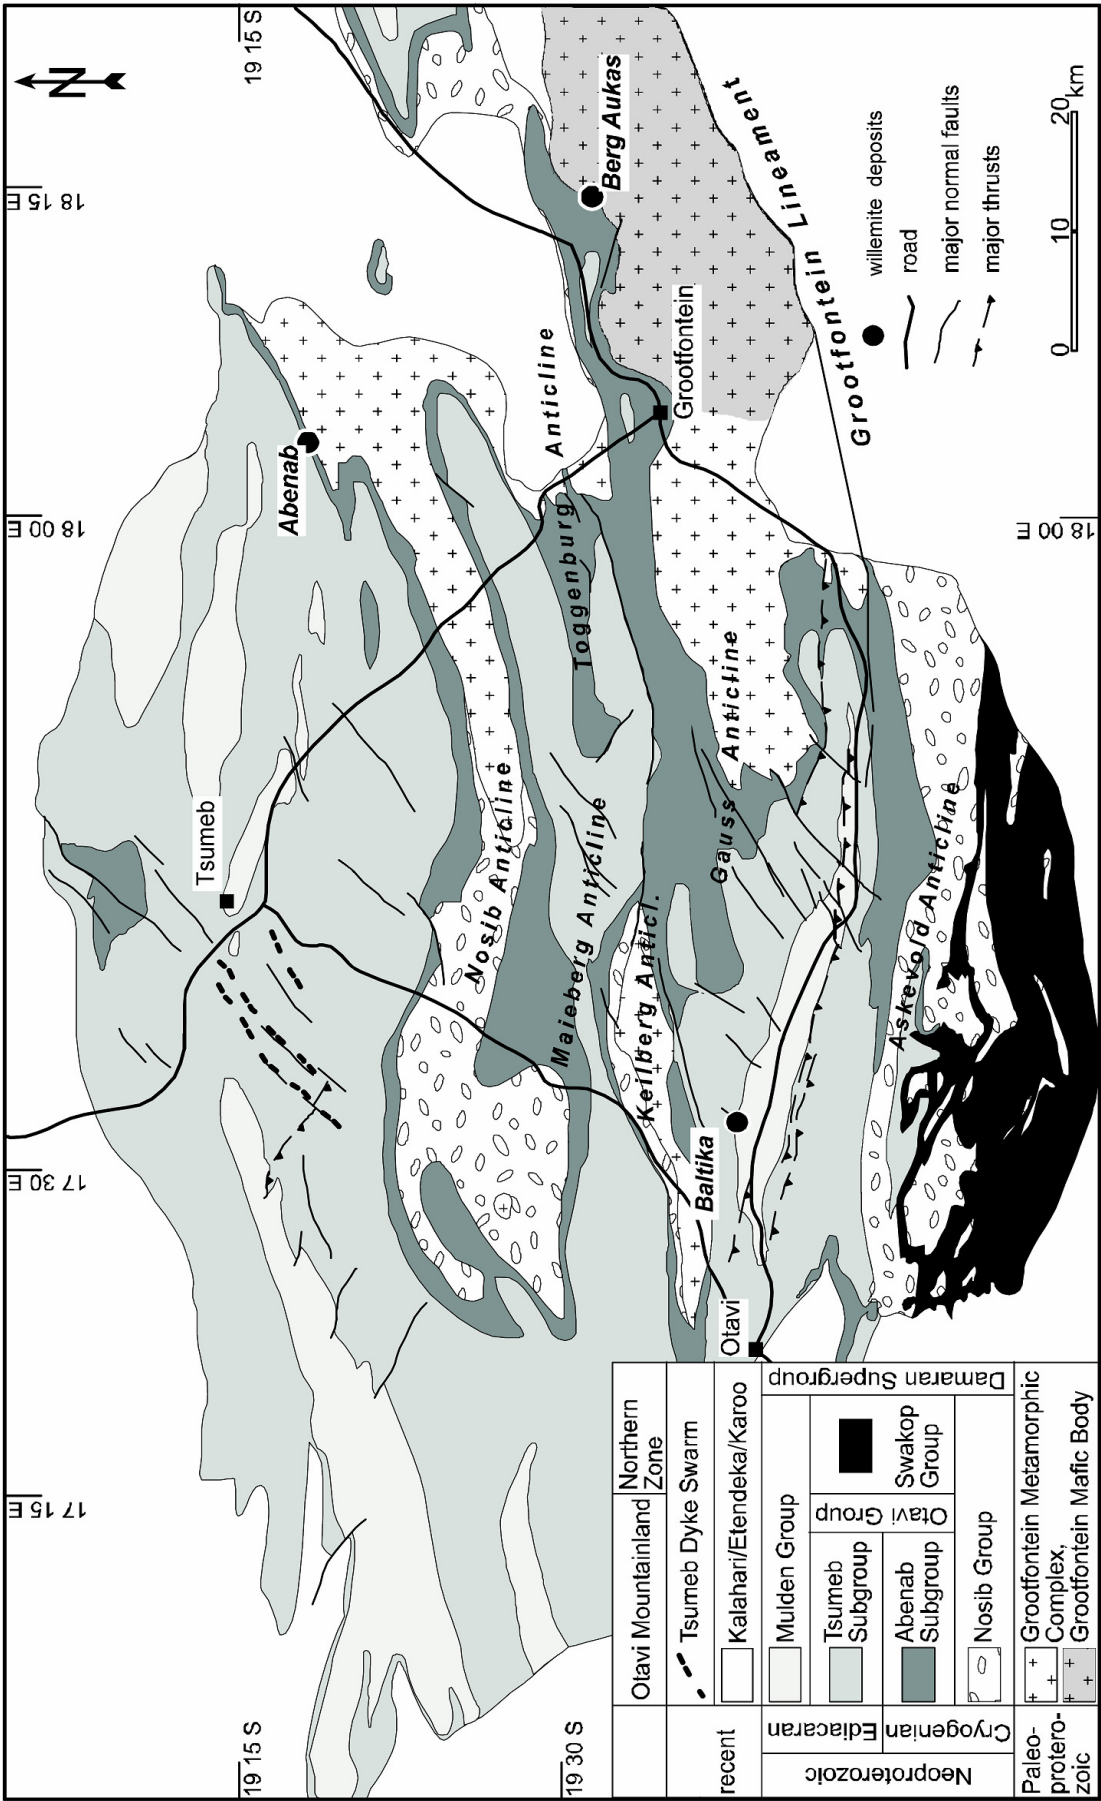 19 15 S
N
18 15 E
18 00 E
17 30 E
17 15 E
18 00 E
19 15 S
19 30 S
Berg Aukas
Abenab
Baltika
Grootfontein
Tsumeb
Otavi
Grootfontein Lineament
Toggenburg Anticline
Nosib Anticline
Maieberg Anticline
Keilberg Anticl.
Gauss Anticline
Askevold Anticline
willemite deposits
road
major normal faults
major thrusts
0 10 20 km
Otavi Mountainland
Northern
Zone
recent
Tsumeb Dyke Swarm
Kalahari/Etendeka/Karoo
Neoproterozoic
Ediacaran
Cryogenian
Mulden Group
Tsumeb
Subgroup
Abenab
Subgroup
Otavi Group
Swakop
Group
Nosib Group
Damaran Supergroup
Paleo-
protero-
zoic
Grootfontein Metamorphic
Complex,
Grootfontein Mafic Body